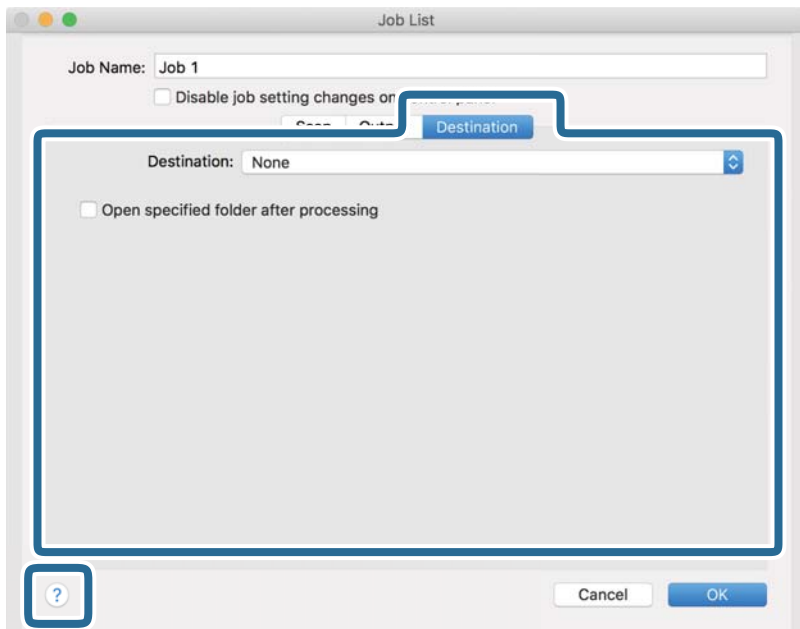 Job List
Job Name: Job 1
Disable job setting changes on
Destination
Destination: None
Open specified folder after processing
? Cancel OK